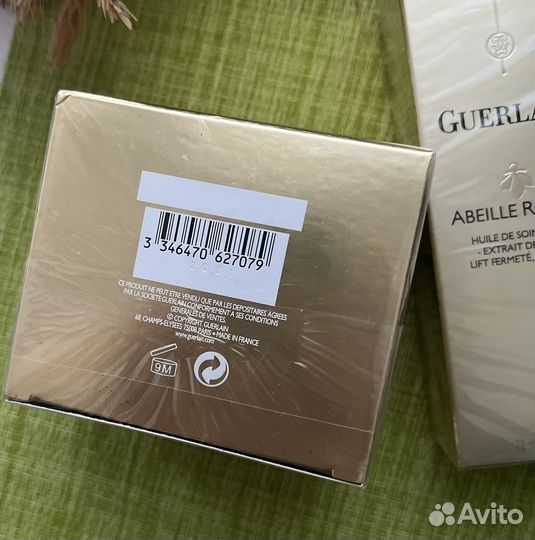 3 346470 627079
CE PRODUIT NE PEUT ETRE VENDU QUE PAR LES DEPOSITAIRES AGREES
PAR LA SOCIETE GUERLAIN CONFORMEMENT A SES CONDITIONS
GENERALES DE VENTES.
© COPYRIGHT GUERLAIN
68, CHAMPS-ELYSEES 75008 PARIS • MADE IN FRANCE
www.guerlain.com
9M
GUERLA
ABEILLE R
HUILE DE SOIN
- EXTRAIT DE
LIFT FERMETÉ,
Avito